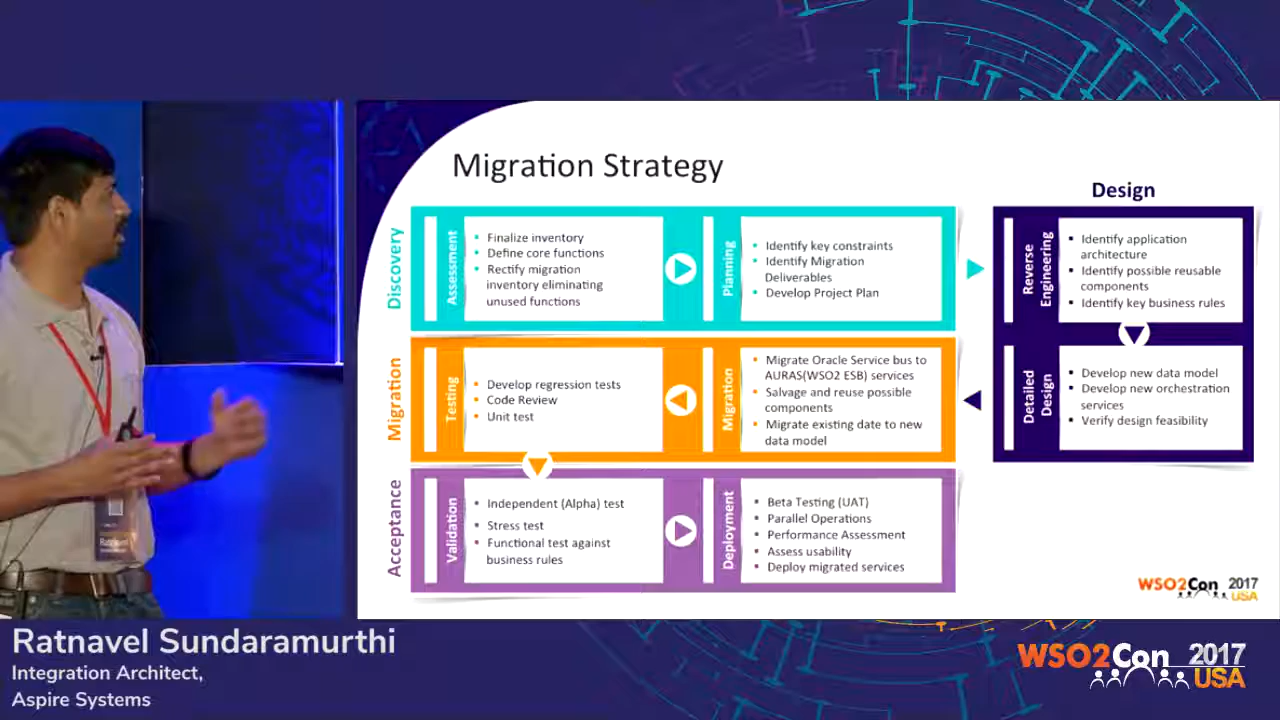 Migration Strategy
Discovery
Assessment
Finalize inventory
Define core functions
Rectify migration
inventory eliminating
unused functions
Planning
Identify key constraints
Identify Migration
Deliverables
Develop Project Plan
Design
Reverse
Engineering
Identify application
architecture
Identify possible reusable
components
Identify key business rules
Detailed
Design
Develop new data model
Develop new orchestration
services
Verify design feasibility
Migration
Migration
Migrate Oracle Service bus to
AURAS(WSO2 ESB) services
Salvage and reuse possible
components
Migrate existing date to new
data model
Testing
Develop regression tests
Code Review
Unit test
Acceptance
Validation
Independent (Alpha) test
Stress test
Functional test against
business rules
Deployment
Beta Testing (UAT)
Parallel Operations
Performance Assessment
Assess usability
Deploy migrated services
WSO2Con 2017
USA
Ratnavel
Ratnavel Sundaramurthi
Integration Architect,
Aspire Systems
WSO2Con 2017
USA